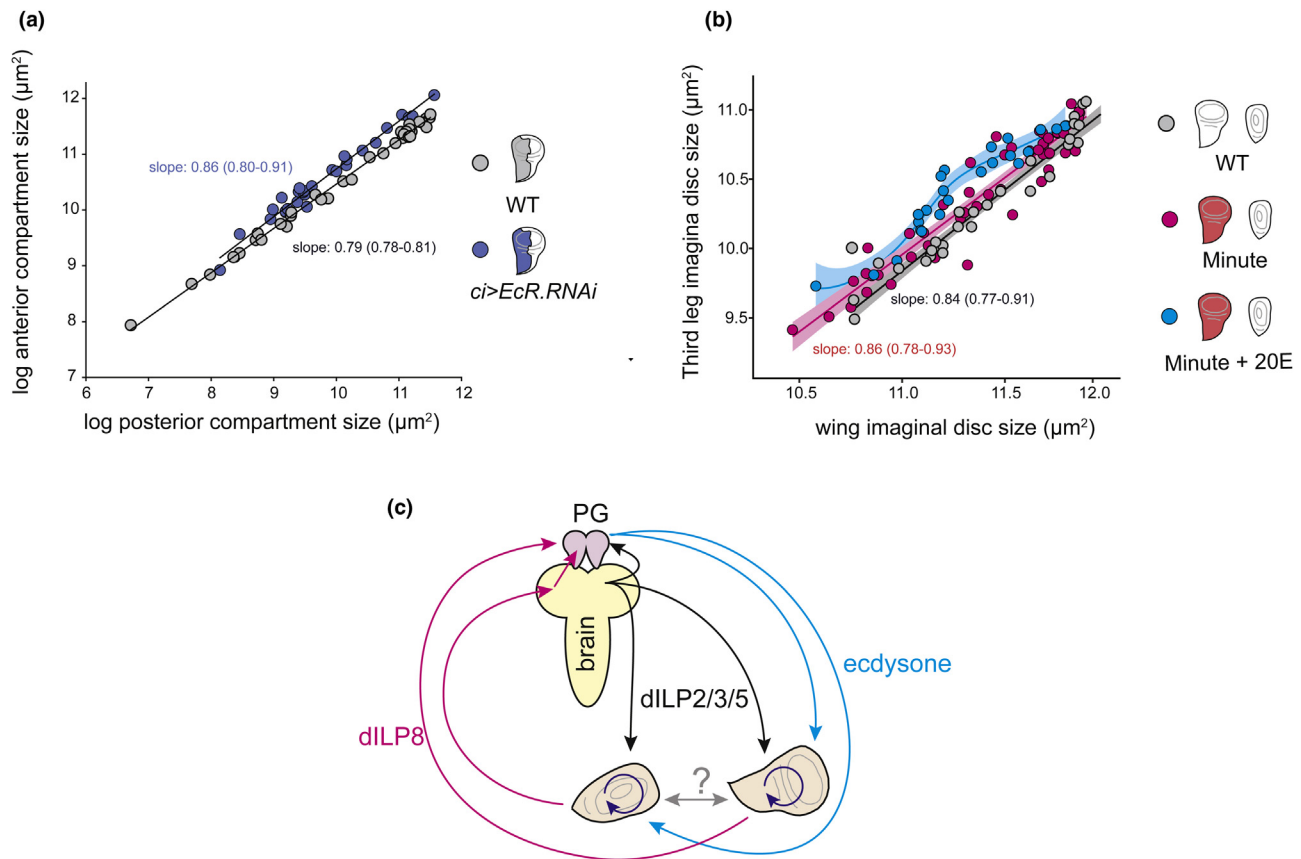 (a)
log anterior compartment size (µm²)
12
11
10
9
8
7
6
7
8
9
10
11
12
log posterior compartment size (µm²)
slope: 0.86 (0.80-0.91)
slope: 0.79 (0.78-0.81)
WT
ci>EcR.RNAi
(b)
Third leg imagina disc size (µm²)
11.0
10.5
10.0
9.5
10.5
11.0
11.5
12.0
wing imaginal disc size (µm²)
slope: 0.84 (0.77-0.91)
slope: 0.86 (0.78-0.93)
WT
Minute
Minute + 20E
(c)
PG
brain
ecdysone
dILP2/3/5
dILP8
?